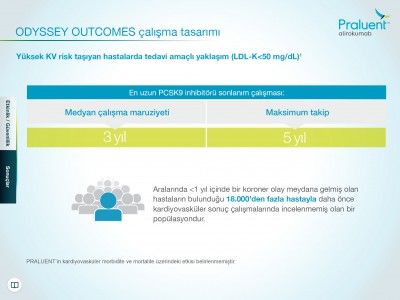 Praluent
alirokumab
ODYSSEY OUTCOMES çalışma tasarımı
Yüksek KV risk taşıyan hastalarda tedavi amaçlı yaklaşım (LDL-K<50 mg/dL)¹
En uzun PCSK9 inhibitörü sonlanım çalışması:
Medyan çalışma maruziyeti
Maksimum takip
3 yıl
5 yıl
Etkinlik / Güvenlik
Sonuçlar
Aralarında <1 yıl içinde bir koroner olay meydana gelmiş olan
hastaların bulunduğu 18.000'den fazla hastayla daha önce
kardiyovasküler sonuç çalışmalarında incelenmemiş olan bir
popülasyondur.
PRALUENT'in kardiyovasküler morbidite ve mortalite üzerindeki etkisi belirlenmemiştir